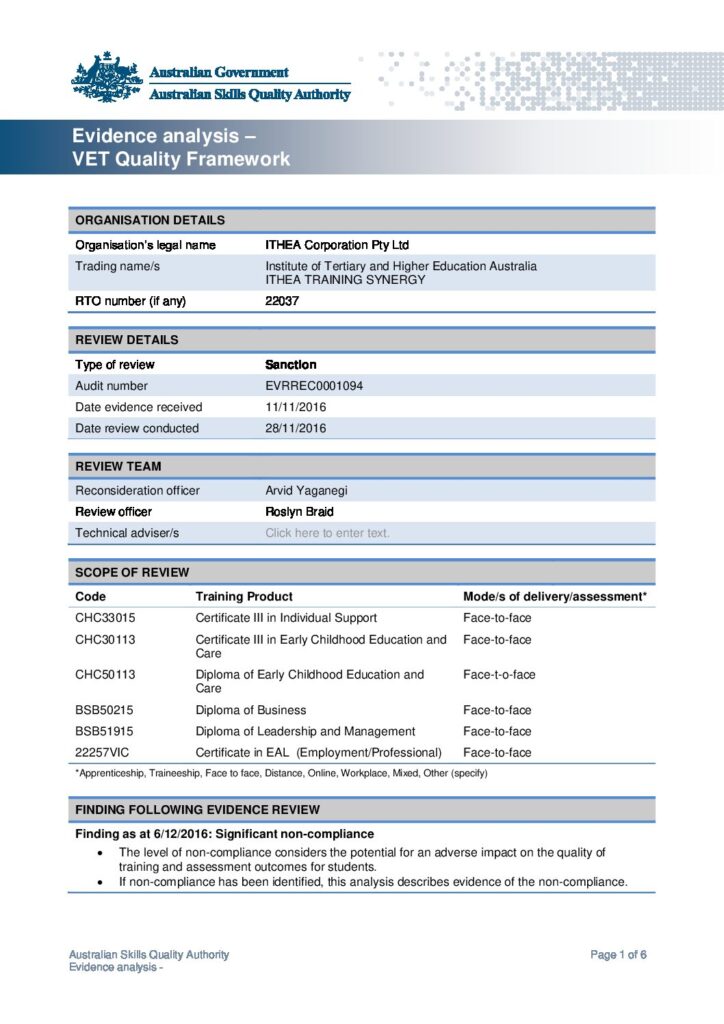 Australian Government
Australian Skills Quality Authority
Evidence analysis –
VET Quality Framework
ORGANISATION DETAILS
Organisation's legal name ITHEA Corporation Pty Ltd
Trading name/s Institute of Tertiary and Higher Education Australia
ITHEA TRAINING SYNERGY
RTO number (if any) 22037
REVIEW DETAILS
Type of review Sanction
Audit number EVRREC0001094
Date evidence received 11/11/2016
Date review conducted 28/11/2016
REVIEW TEAM
Reconsideration officer Arvid Yaganegi
Review officer Roslyn Braid
Technical adviser/s Click here to enter text.
SCOPE OF REVIEW
Code Training Product Mode/s of delivery/assessment*
CHC33015 Certificate III in Individual Support Face-to-face
CHC30113 Certificate III in Early Childhood Education and Face-to-face
Care
CHC50113 Diploma of Early Childhood Education and Face-t-o-face
Care
BSB50215 Diploma of Business Face-to-face
BSB51915 Diploma of Leadership and Management Face-to-face
22257VIC Certificate in EAL (Employment/Professional) Face-to-face
*Apprenticeship, Traineeship, Face to face, Distance, Online, Workplace, Mixed, Other (specify)
FINDING FOLLOWING EVIDENCE REVIEW
Finding as at 6/12/2016: Significant non-compliance
• The level of non-compliance considers the potential for an adverse impact on the quality of
training and assessment outcomes for students.
• If non-compliance has been identified, this analysis describes evidence of the non-compliance.
Australian Skills Quality Authority Page 1 of 6
Evidence analysis -